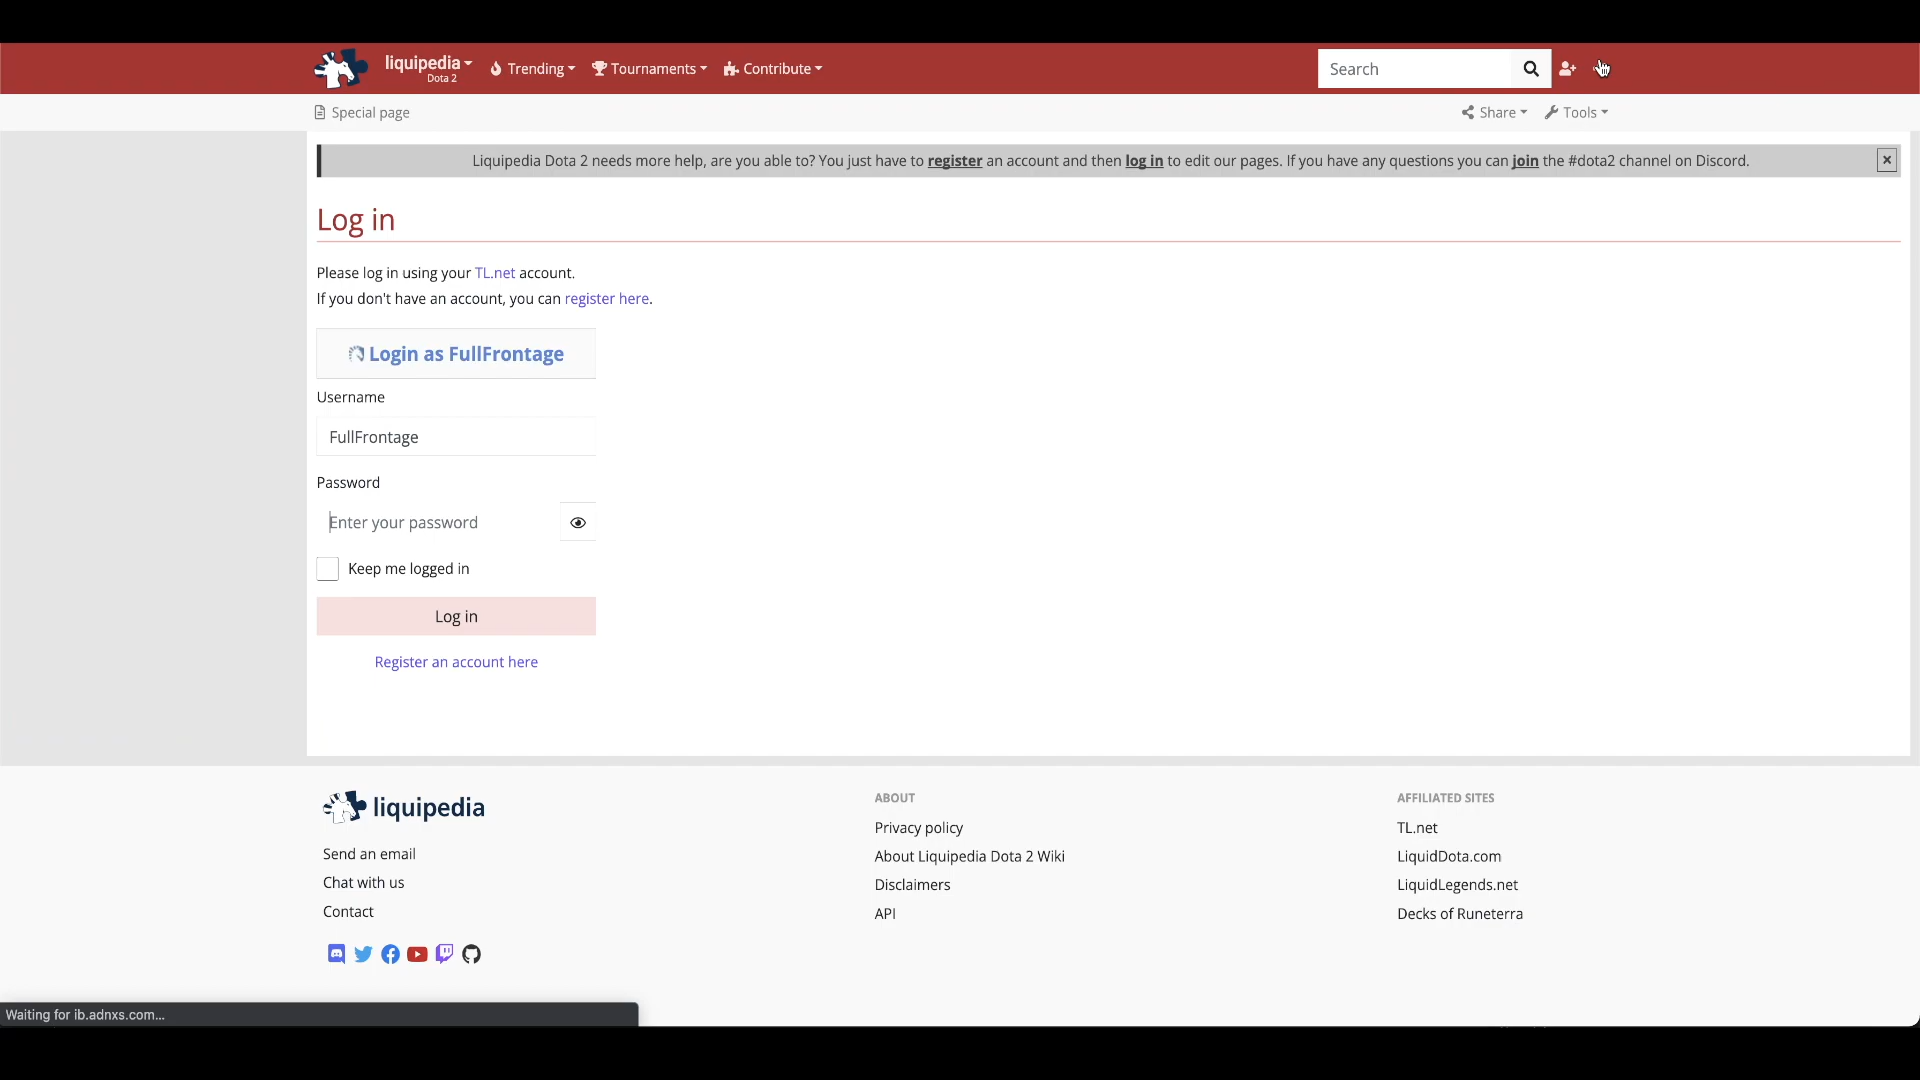 liquipedia
Dota 2
Trending
Tournaments
Contribute
Search
Special page
Share
Tools
Liquipedia Dota 2 needs more help, are you able to? You just have to register an account and then log in to edit our pages. If you have any questions you can join the #dota2 channel on Discord.
Log in
Please log in using your TL.net account.
If you don't have an account, you can register here.
Login as FullFrontage
Username
FullFrontage
Password
Enter your password
Keep me logged in
Log in
Register an account here
liquipedia
Send an email
Chat with us
Contact
ABOUT
Privacy policy
About Liquipedia Dota 2 Wiki
Disclaimers
API
AFFILIATED SITES
TL.net
LiquidDota.com
LiquidLegends.net
Decks of Runeterra
Waiting for ib.adnxs.com...